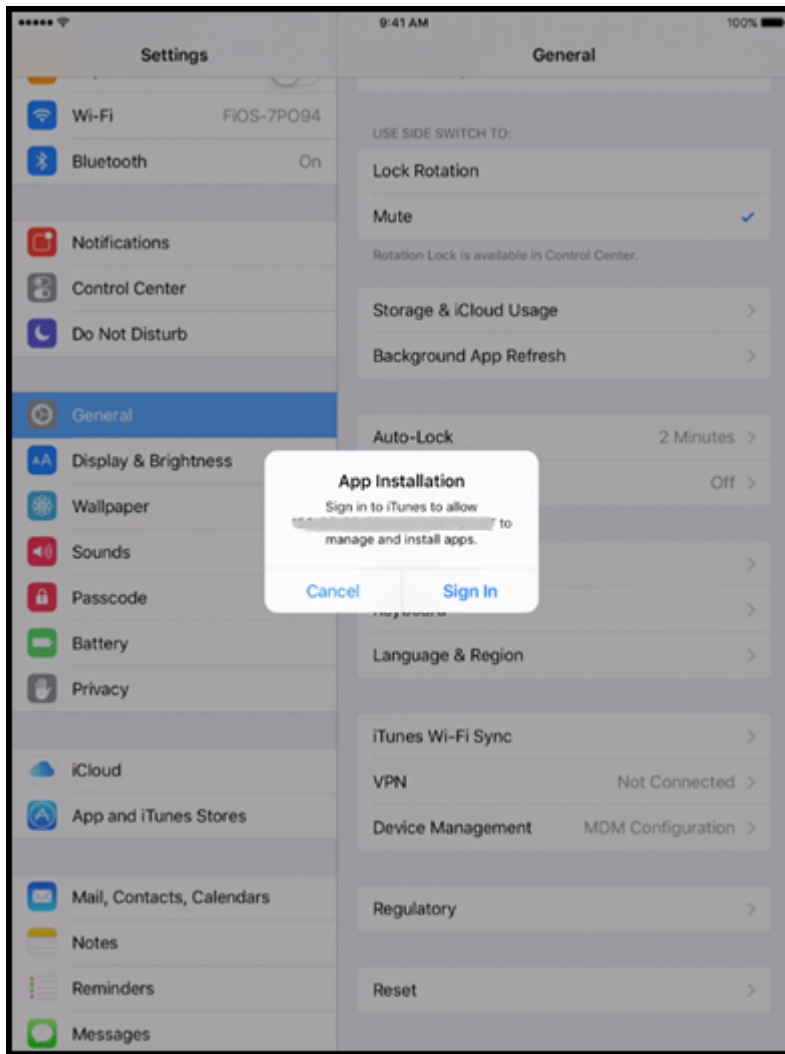 9:41 AM
100%
Settings
General
Wi-Fi
FiOS-7PO94
Bluetooth
On
Notifications
Control Center
Do Not Disturb
General
Display & Brightness
Wallpaper
Sounds
Passcode
Battery
Privacy
iCloud
App and iTunes Stores
Mail, Contacts, Calendars
Notes
Reminders
Messages
USE SIDE SWITCH TO:
Lock Rotation
Mute
Rotation Lock is available in Control Center.
Storage & iCloud Usage
Background App Refresh
Auto-Lock
2 Minutes
Off
Language & Region
iTunes Wi-Fi Sync
VPN
Not Connected
Device Management
MDM Configuration
Regulatory
Reset
App Installation
Sign in to iTunes to allow
to
manage and install apps.
Cancel
Sign In